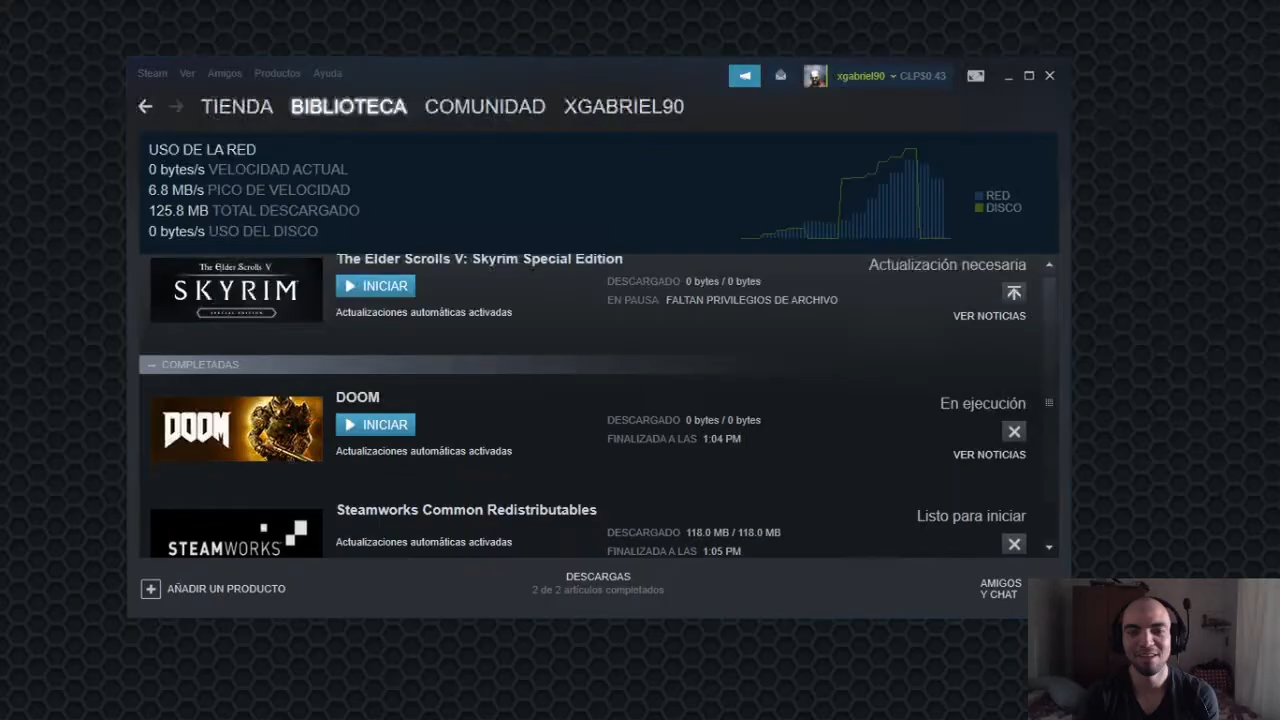 Steam Ver Amigos Productos Ayuda
xgabriel90 CLP$0.43
TIENDA BIBLIOTECA COMUNIDAD XGABRIEL90
USO DE LA RED
0 bytes/s VELOCIDAD ACTUAL
6.8 MB/s PICO DE VELOCIDAD
125.8 MB TOTAL DESCARGADO
0 bytes/s USO DEL DISCO
RED
DISCO
The Elder Scrolls V
SKYRIM
SPECIAL EDITION
The Elder Scrolls V: Skyrim Special Edition
INICIAR
Actualizaciones automáticas activadas
DESCARGADO 0 bytes / 0 bytes
EN PAUSA FALTAN PRIVILEGIOS DE ARCHIVO
Actualización necesaria
VER NOTICIAS
COMPLETADAS
DOOM
DOOM
INICIAR
Actualizaciones automáticas activadas
DESCARGADO 0 bytes / 0 bytes
FINALIZADA A LAS 1:04 PM
En ejecución
VER NOTICIAS
STEAMWORKS
Steamworks Common Redistributables
Actualizaciones automáticas activadas
DESCARGADO 118.0 MB / 118.0 MB
FINALIZADA A LAS 1:05 PM
Listo para iniciar
AÑADIR UN PRODUCTO
DESCARGAS
2 de 2 artículos completados
AMIGOS
Y CHAT